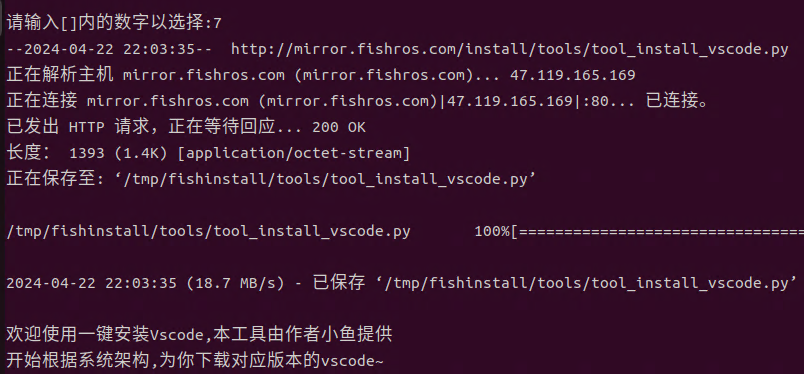 请输入[]内的数字以选择:7
--2024-04-22 22:03:35--  http://mirror.fishros.com/install/tools/tool_install_vscode.py
正在解析主机 mirror.fishros.com (mirror.fishros.com)... 47.119.165.169
正在连接 mirror.fishros.com (mirror.fishros.com)|47.119.165.169|:80... 已连接。
已发出 HTTP 请求，正在等待回应... 200 OK
长度： 1393 (1.4K) [application/octet-stream]
正在保存至: ‘/tmp/fishinstall/tools/tool_install_vscode.py’
/tmp/fishinstall/tools/tool_install_vscode.py       100%[================================
2024-04-22 22:03:35 (18.7 MB/s) - 已保存 ‘/tmp/fishinstall/tools/tool_install_vscode.py’
欢迎使用一键安装Vscode,本工具由作者小鱼提供
开始根据系统架构,为你下载对应版本的vscode~